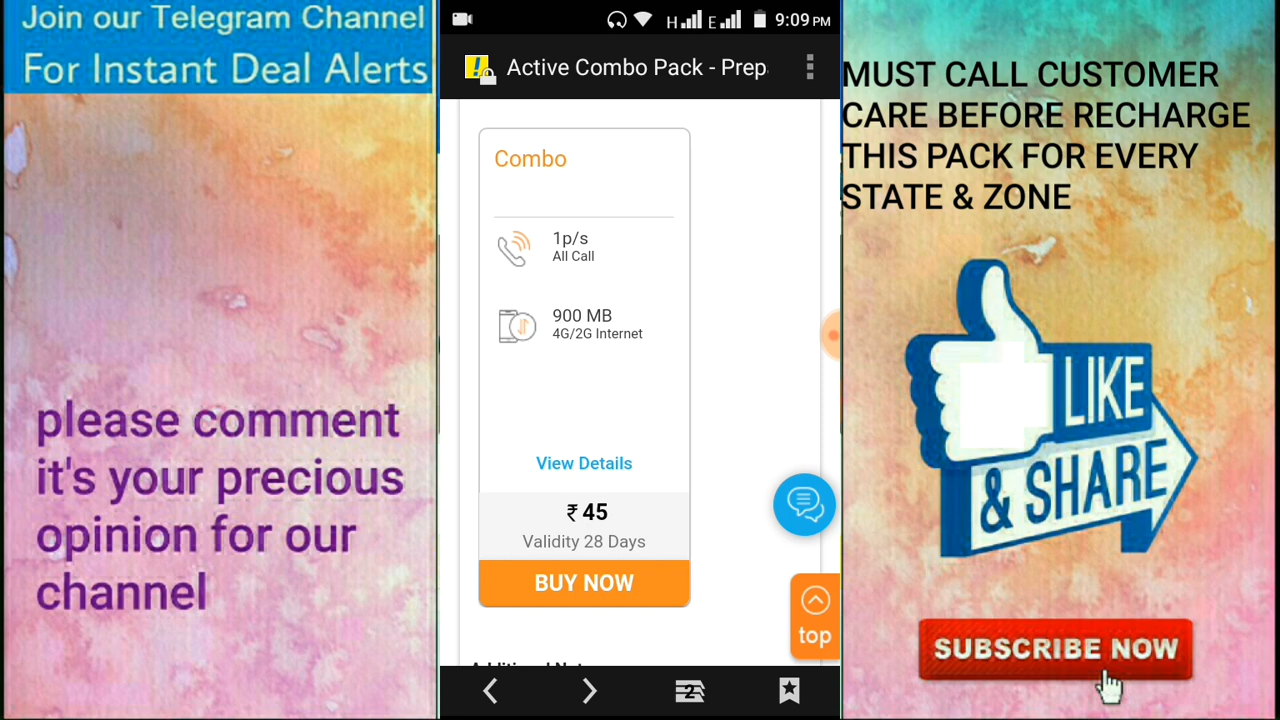 Join our Telegram Channel
For Instant Deal Alerts
please comment
it's your precious
opinion for our
channel
H E 9:09 PM
Active Combo Pack - Prep
Combo
1p/s
All Call
900 MB
4G/2G Internet
View Details
₹ 45
Validity 28 Days
BUY NOW
top
2
MUST CALL CUSTOMER
CARE BEFORE RECHARGE
THIS PACK FOR EVERY
STATE & ZONE
LIKE
& SHARE
SUBSCRIBE NOW